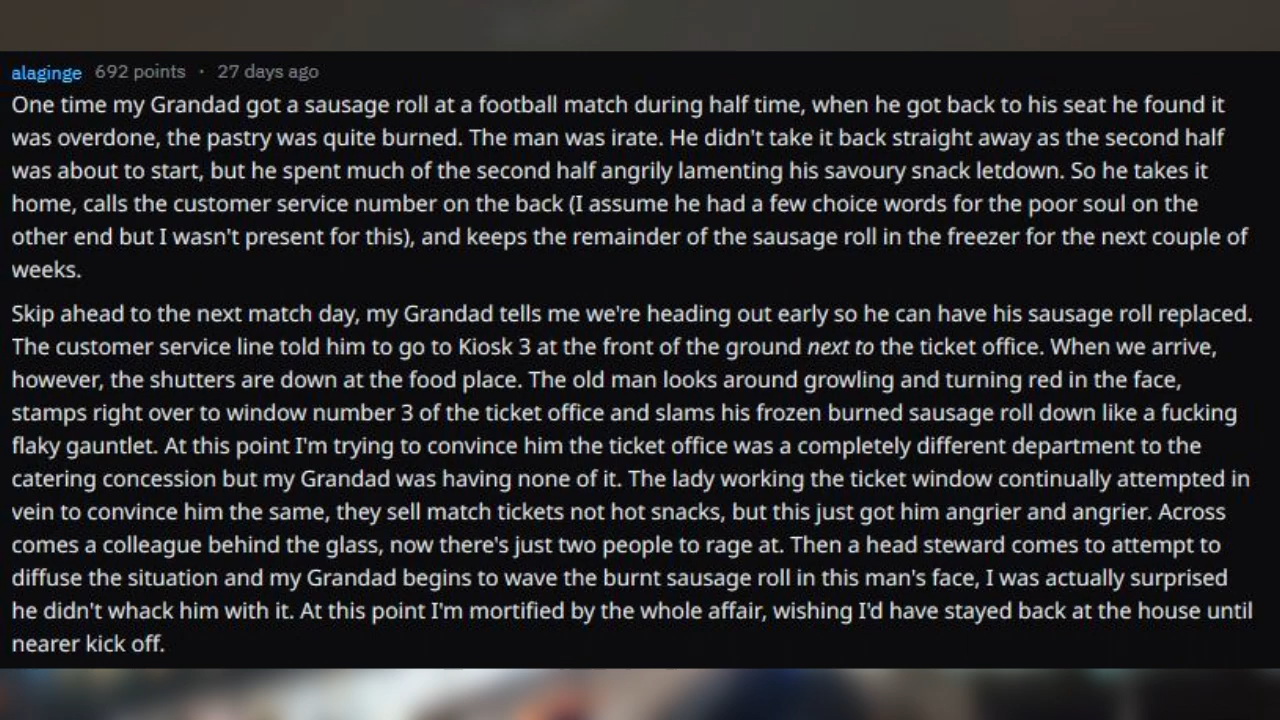 alaginge 692 points · 27 days ago
One time my Grandad got a sausage roll at a football match during half time, when he got back to his seat he found it
was overdone, the pastry was quite burned. The man was irate. He didn't take it back straight away as the second half
was about to start, but he spent much of the second half angrily lamenting his savoury snack letdown. So he takes it
home, calls the customer service number on the back (I assume he had a few choice words for the poor soul on the
other end but I wasn't present for this), and keeps the remainder of the sausage roll in the freezer for the next couple of
weeks.
Skip ahead to the next match day, my Grandad tells me we're heading out early so he can have his sausage roll replaced.
The customer service line told him to go to Kiosk 3 at the front of the ground next to the ticket office. When we arrive,
however, the shutters are down at the food place. The old man looks around growling and turning red in the face,
stamps right over to window number 3 of the ticket office and slams his frozen burned sausage roll down like a fucking
flaky gauntlet. At this point I'm trying to convince him the ticket office was a completely different department to the
catering concession but my Grandad was having none of it. The lady working the ticket window continually attempted in
vein to convince him the same, they sell match tickets not hot snacks, but this just got him angrier and angrier. Across
comes a colleague behind the glass, now there's just two people to rage at. Then a head steward comes to attempt to
diffuse the situation and my Grandad begins to wave the burnt sausage roll in this man's face, I was actually surprised
he didn't whack him with it. At this point I'm mortified by the whole affair, wishing I'd have stayed back at the house until
nearer kick off.